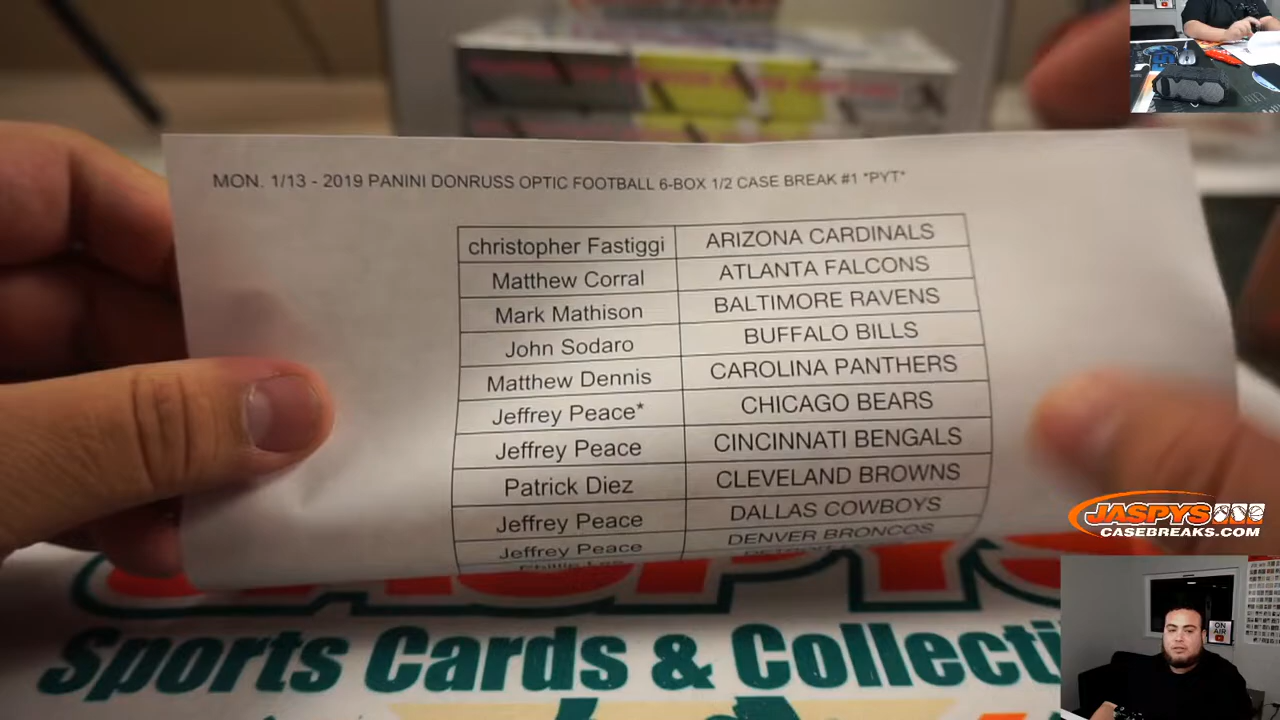 MON. 1/13 - 2019 PANINI DONRUSS OPTIC FOOTBALL 6-BOX 1/2 CASE BREAK #1 *PYT*
christopher Fastiggi ARIZONA CARDINALS
Matthew Corral ATLANTA FALCONS
Mark Mathison BALTIMORE RAVENS
John Sodaro BUFFALO BILLS
Matthew Dennis CAROLINA PANTHERS
Jeffrey Peace* CHICAGO BEARS
Jeffrey Peace CINCINNATI BENGALS
Patrick Diez CLEVELAND BROWNS
Jeffrey Peace DALLAS COWBOYS
Jeffrey Peace DENVER BRONCOS
JASPYS
CASEBREAKS.COM
Sports Cards & Collecti
ON
AIR